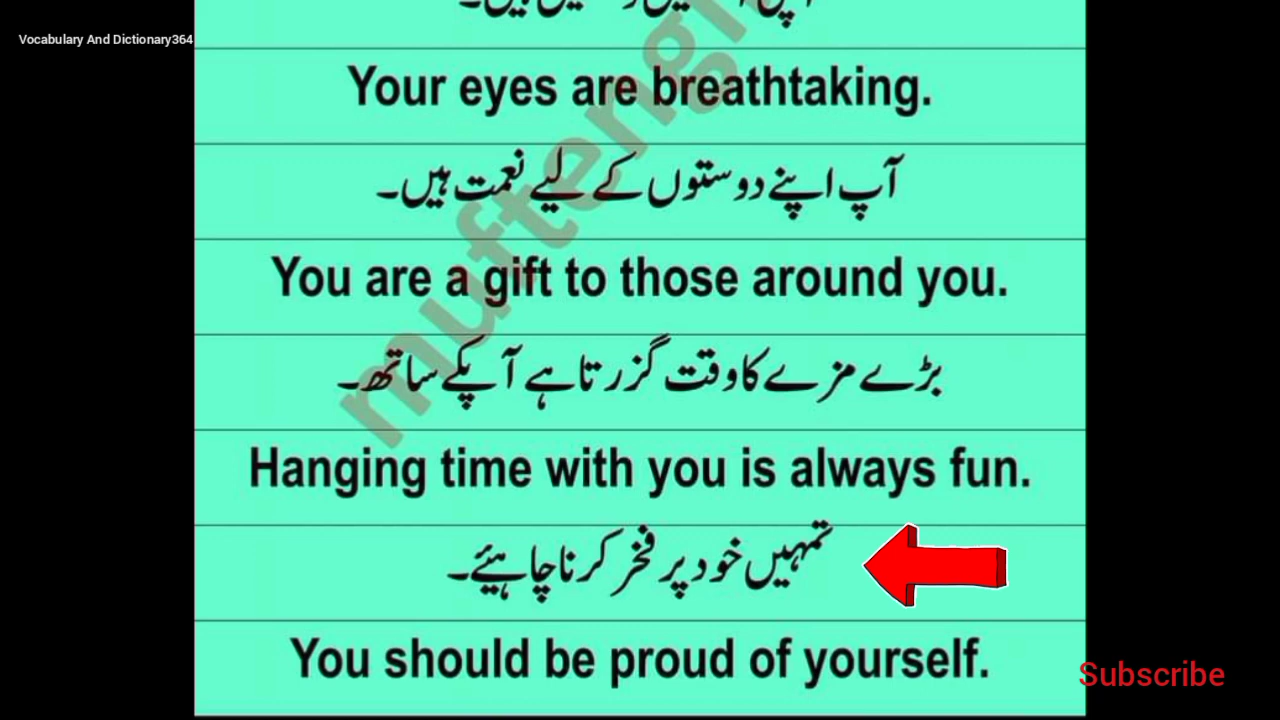 Vocabulary And Dictionary364
Your eyes are breathtaking.
آپ اپنے دوستوں کے لیے نعمت ہیں۔
You are a gift to those around you.
بڑے مزے کا وقت گزرتا ہے آپکے ساتھ۔
Hanging time with you is always fun.
تمہیں خود پر فخر کرنا چاہیئے۔
You should be proud of yourself.
Subscribe